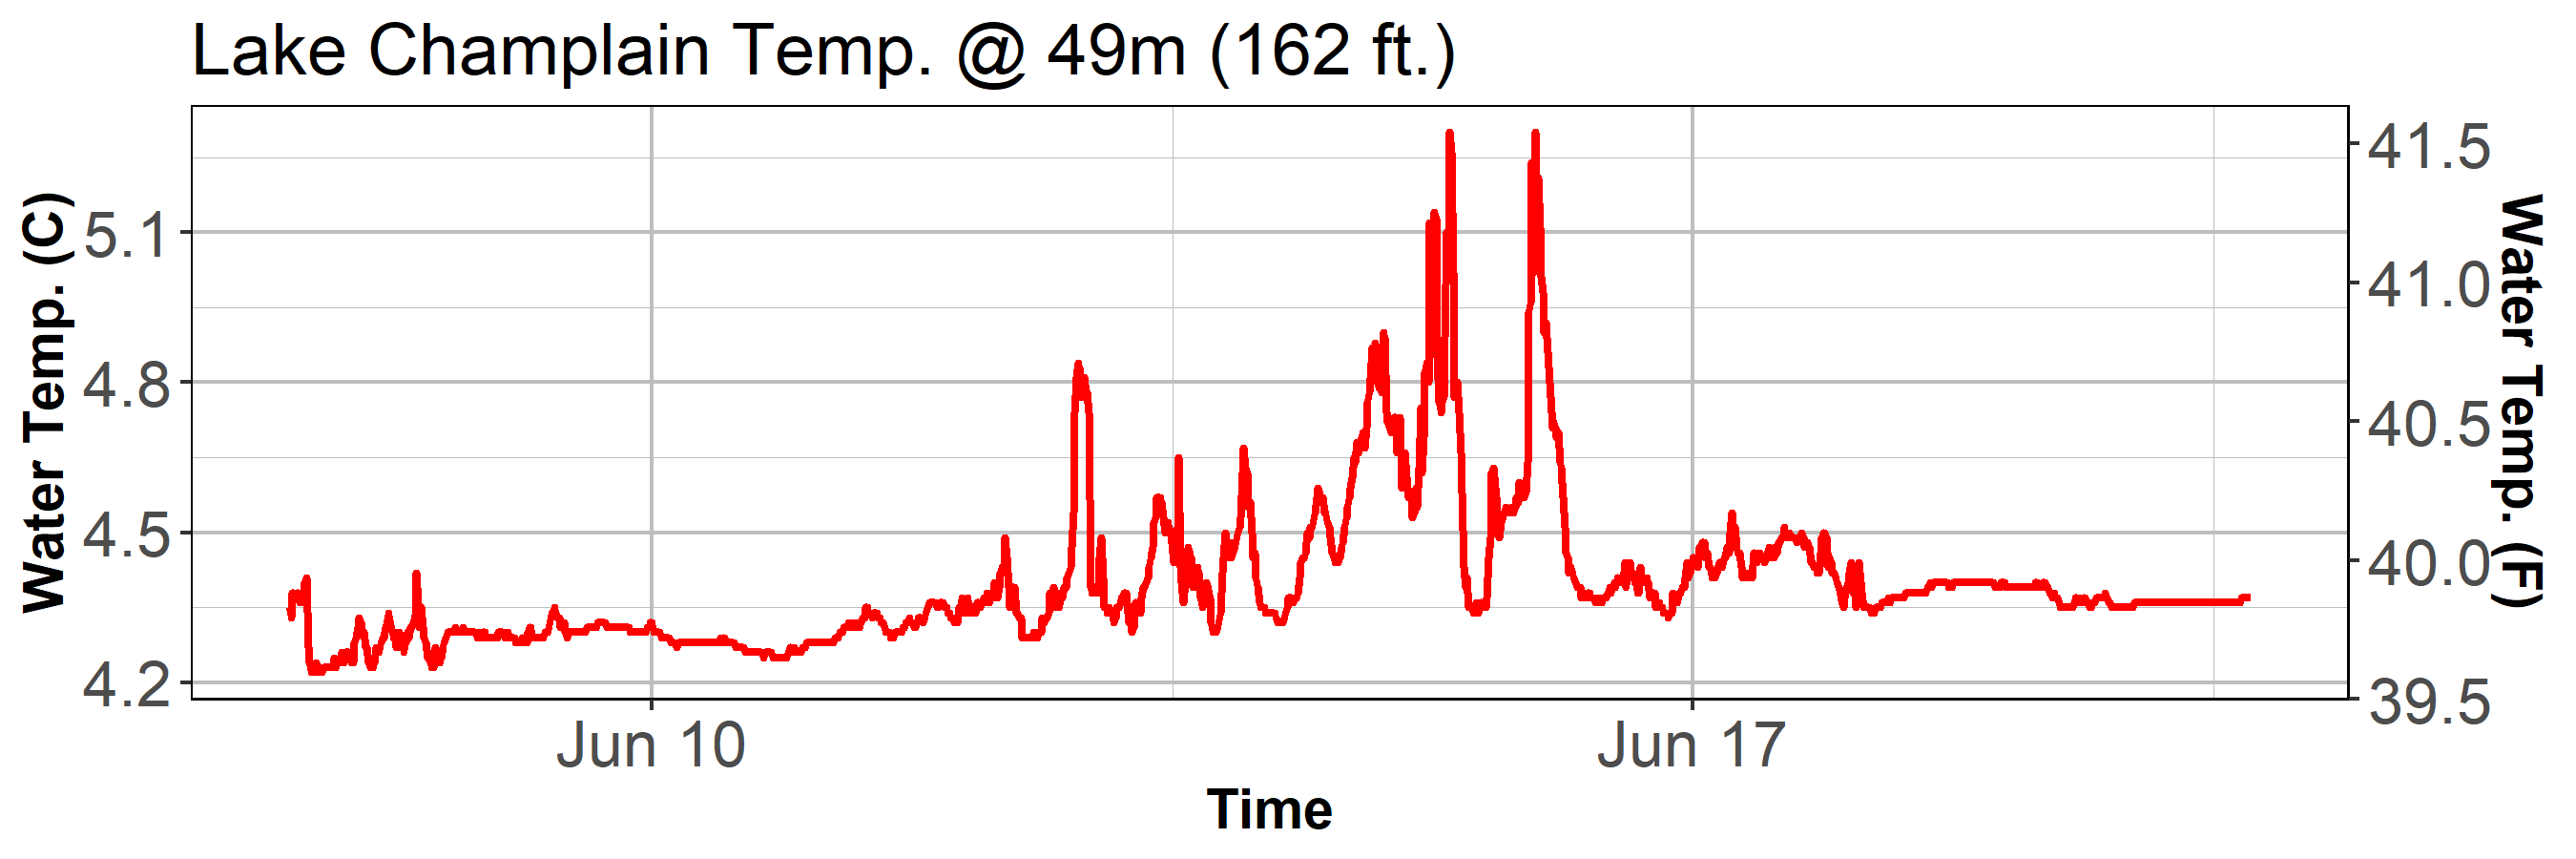 Lake Champlain Temp. @ 49m (162 ft.)
Water Temp. (C)
5.1
4.8
4.5
4.2
41.5
41.0
40.5
40.0
39.5
Water Temp. (F)
Jun 10
Jun 17
Time